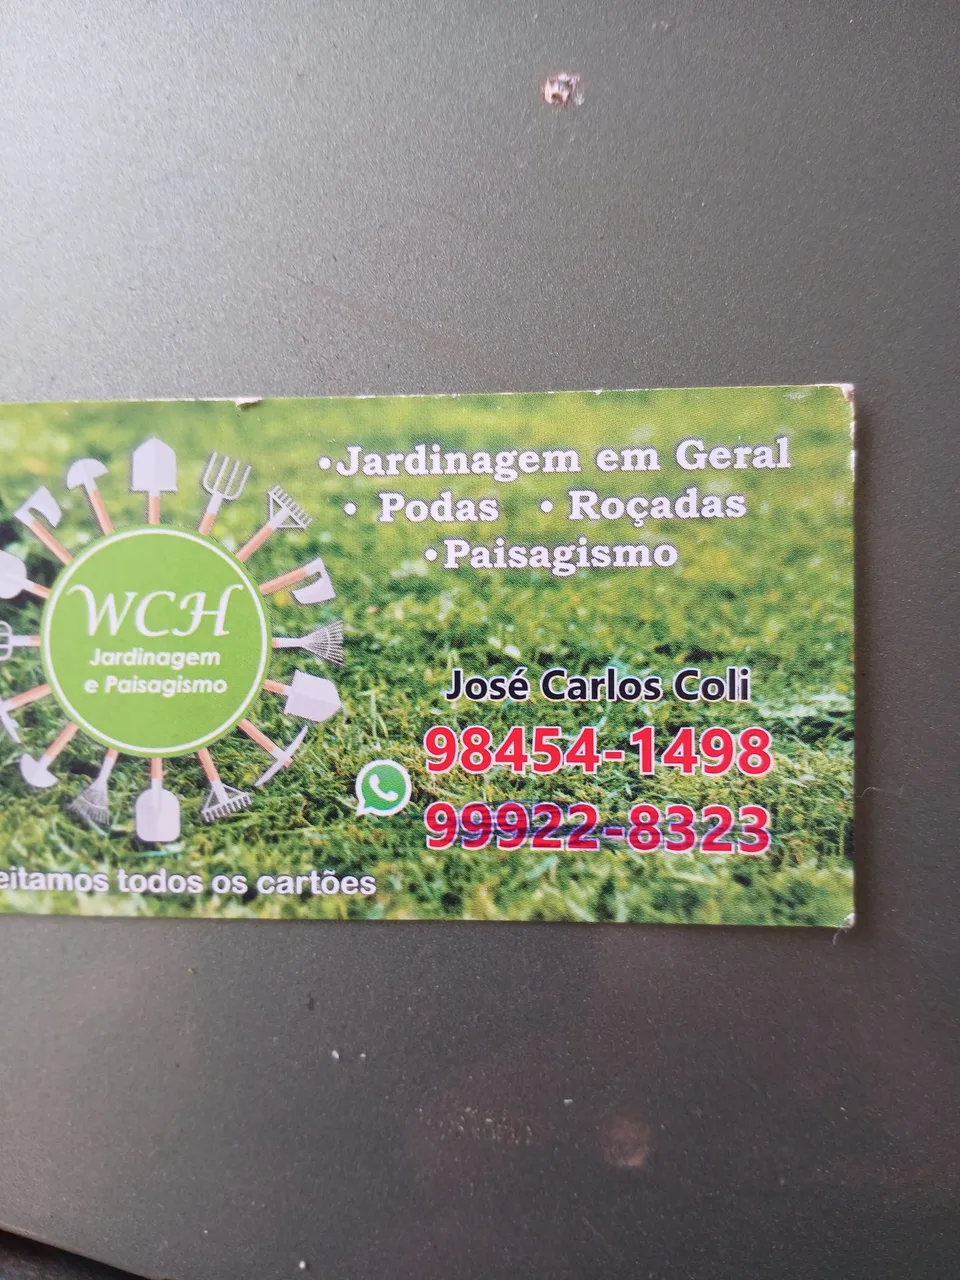 WCH
Jardinagem
e Paisagismo
•Jardinagem em Geral
• Podas • Roçadas
•Paisagismo
José Carlos Coli
98454-1498
99922-8323
eitamos todos os cartões